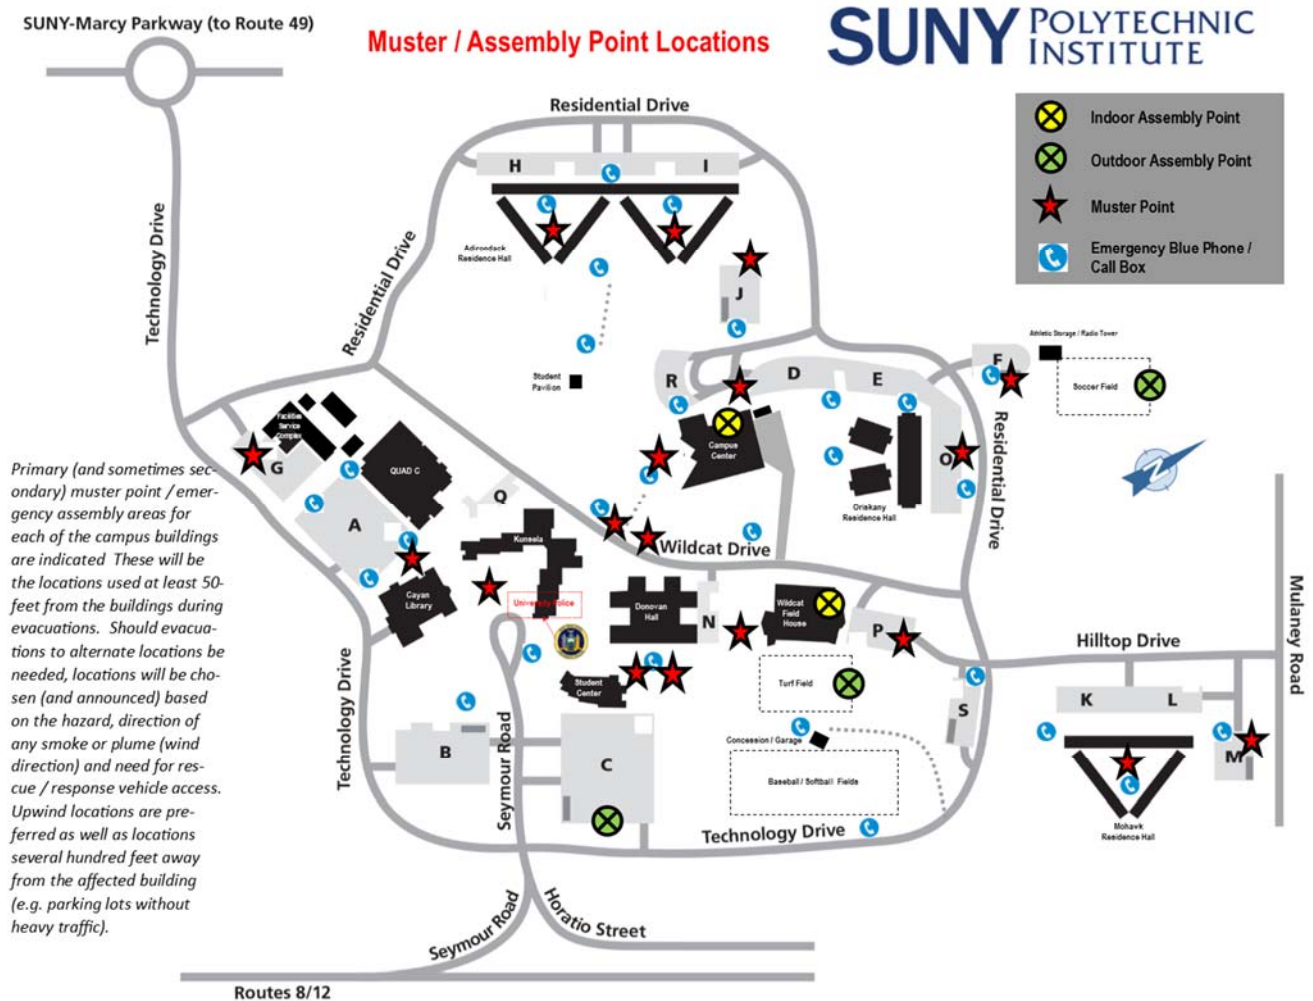 SUNY-Marcy Parkway (to Route 49)
Muster / Assembly Point Locations
SUNY POLYTECHNIC
INSTITUTE
Indoor Assembly Point
Outdoor Assembly Point
Muster Point
Emergency Blue Phone /
Call Box
Residential Drive
H
I
Technology Drive
Residential Drive
Adirondack
Residence Hall
J
Student
Pavilion
R
D
E
F
Athletic Storage / Radio Tower
Soccer Field
Facilities
Service
Complex
G
QUAD C
Campus
Center
O
Oriskany
Residence Hall
Residential Drive
N
Primary (and sometimes sec-
ondary) muster point / emer-
gency assembly areas for
each of the campus buildings
are indicated These will be
the locations used at least 50-
feet from the buildings during
evacuations. Should evacua-
tions to alternate locations be
needed, locations will be cho-
sen (and announced) based
on the hazard, direction of
any smoke or plume (wind
direction) and need for res-
cue / response vehicle access.
Upwind locations are pre-
ferred as well as locations
several hundred feet away
from the affected building
(e.g. parking lots without
heavy traffic).
A
Q
Kunsela
Wildcat Drive
Cayan
Library
University Police
Donovan
Hall
N
Wildcat
Field
House
P
Hilltop Drive
Mulaney Road
Technology Drive
Student
Center
Turf Field
S
K
L
M
B
Seymour Road
C
Concession / Garage
Baseball / Softball Fields
Technology Drive
Mohawk
Residence Hall
Seymour Road
Horatio Street
Routes 8/12